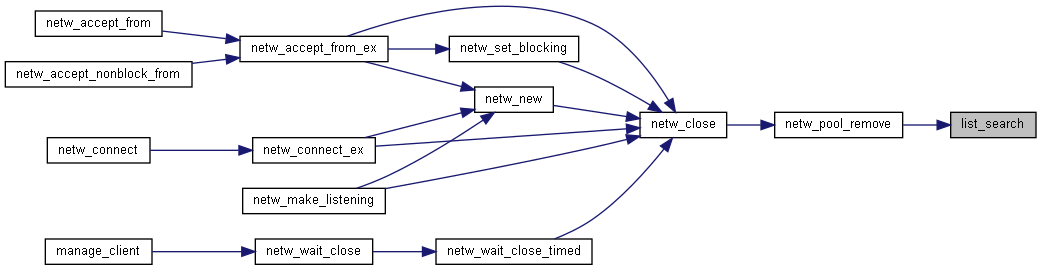 netw_accept_from
netw_accept_from_ex
netw_set_blocking
netw_accept_nonblock_from
netw_new
netw_close
netw_pool_remove
list_search
netw_connect
netw_connect_ex
netw_make_listening
manage_client
netw_wait_close
netw_wait_close_timed